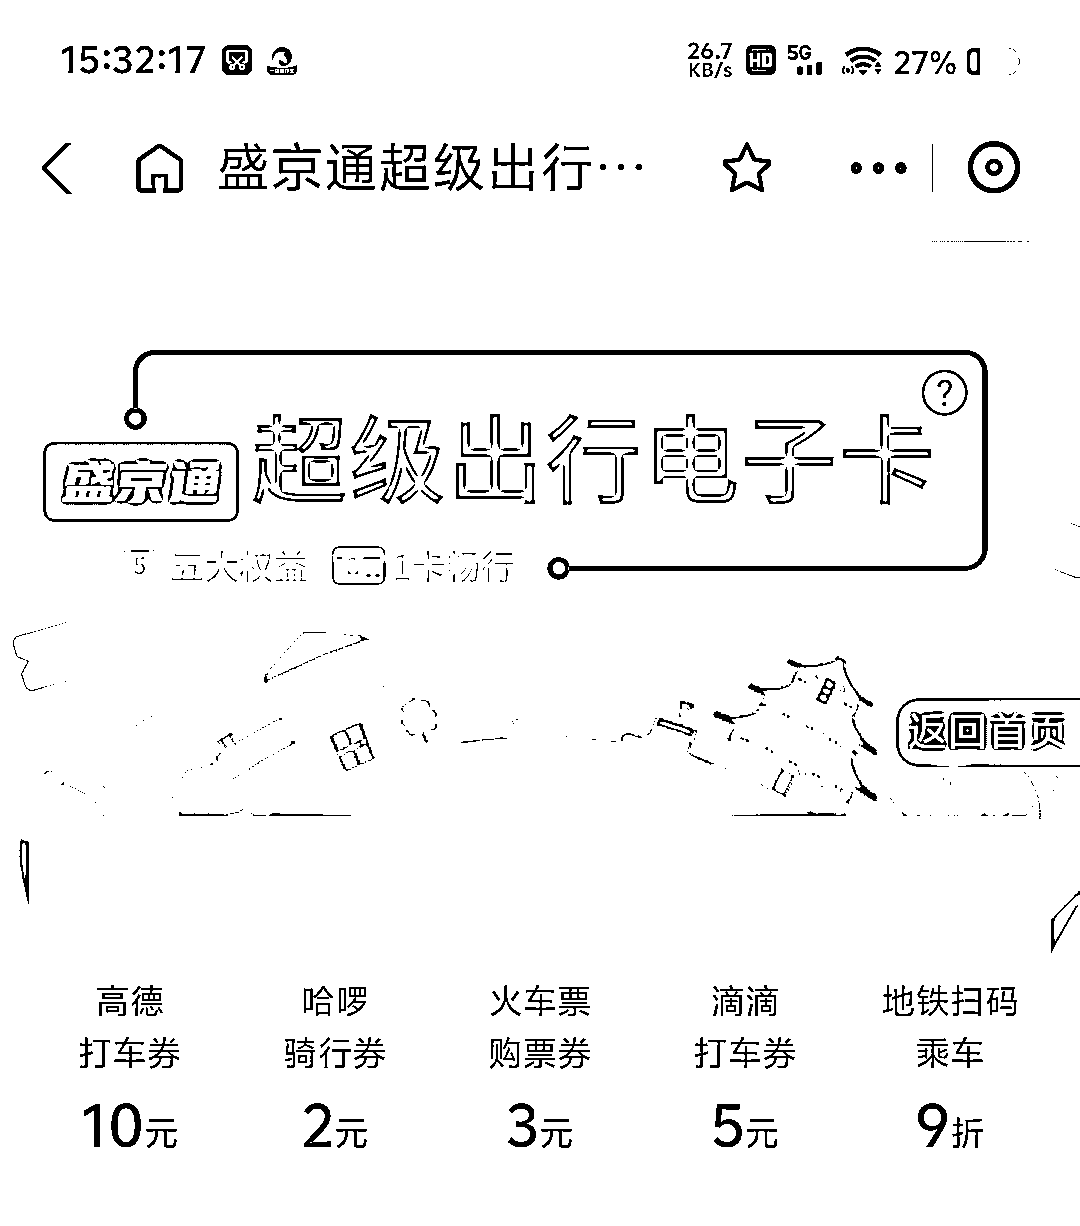 15:32:17 26.7 KB/s HD 5G 27%
盛京通超级出行…
?
盛京通 超级出行电子卡
5 五大权益 1卡畅行
返回首页
高德 哈啰 火车票 滴滴 地铁扫码
打车券 骑行券 购票券 打车券 乘车
10元 2元 3元 5元 9折